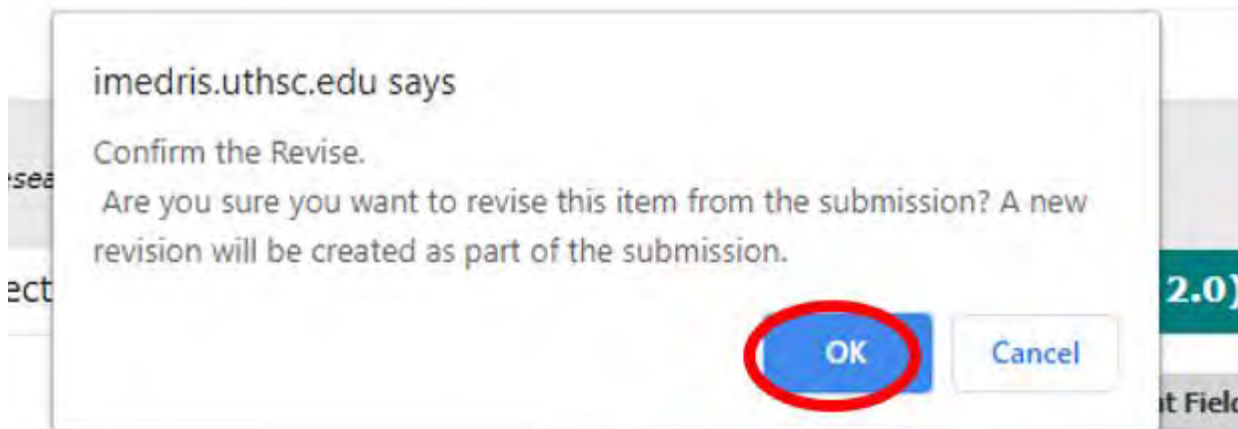 imedris.uthsc.edu says
Confirm the Revise.
Are you sure you want to revise this item from the submission? A new
revision will be created as part of the submission.
ect
2.0)
OK Cancel